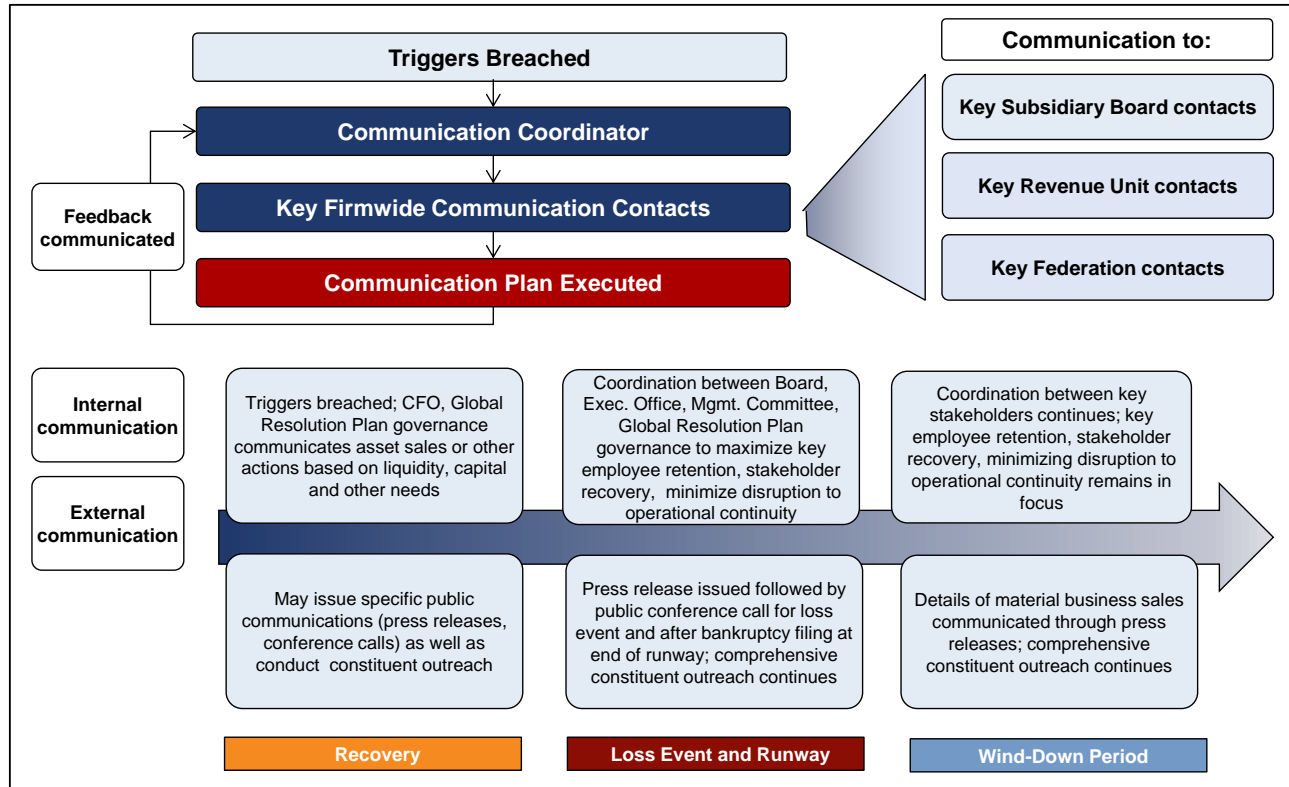 Triggers Breached
Communication Coordinator
Key Firmwide Communication Contacts
Communication Plan Executed
Feedback
communicated
Communication to:
Key Subsidiary Board contacts
Key Revenue Unit contacts
Key Federation contacts
Internal
communication
External
communication
Triggers breached; CFO, Global
Resolution Plan governance
communicates asset sales or other
actions based on liquidity, capital
and other needs
Coordination between Board,
Exec. Office, Mgmt. Committee,
Global Resolution Plan
governance to maximize key
employee retention, stakeholder
recovery, minimize disruption to
operational continuity
Coordination between key
stakeholders continues; key
employee retention, stakeholder
recovery, minimizing disruption to
operational continuity remains in
focus
May issue specific public
communications (press releases,
conference calls) as well as
conduct constituent outreach
Press release issued followed by
public conference call for loss
event and after bankruptcy filing at
end of runway; comprehensive
constituent outreach continues
Details of material business sales
communicated through press
releases; comprehensive
constituent outreach continues
Recovery
Loss Event and Runway
Wind-Down Period